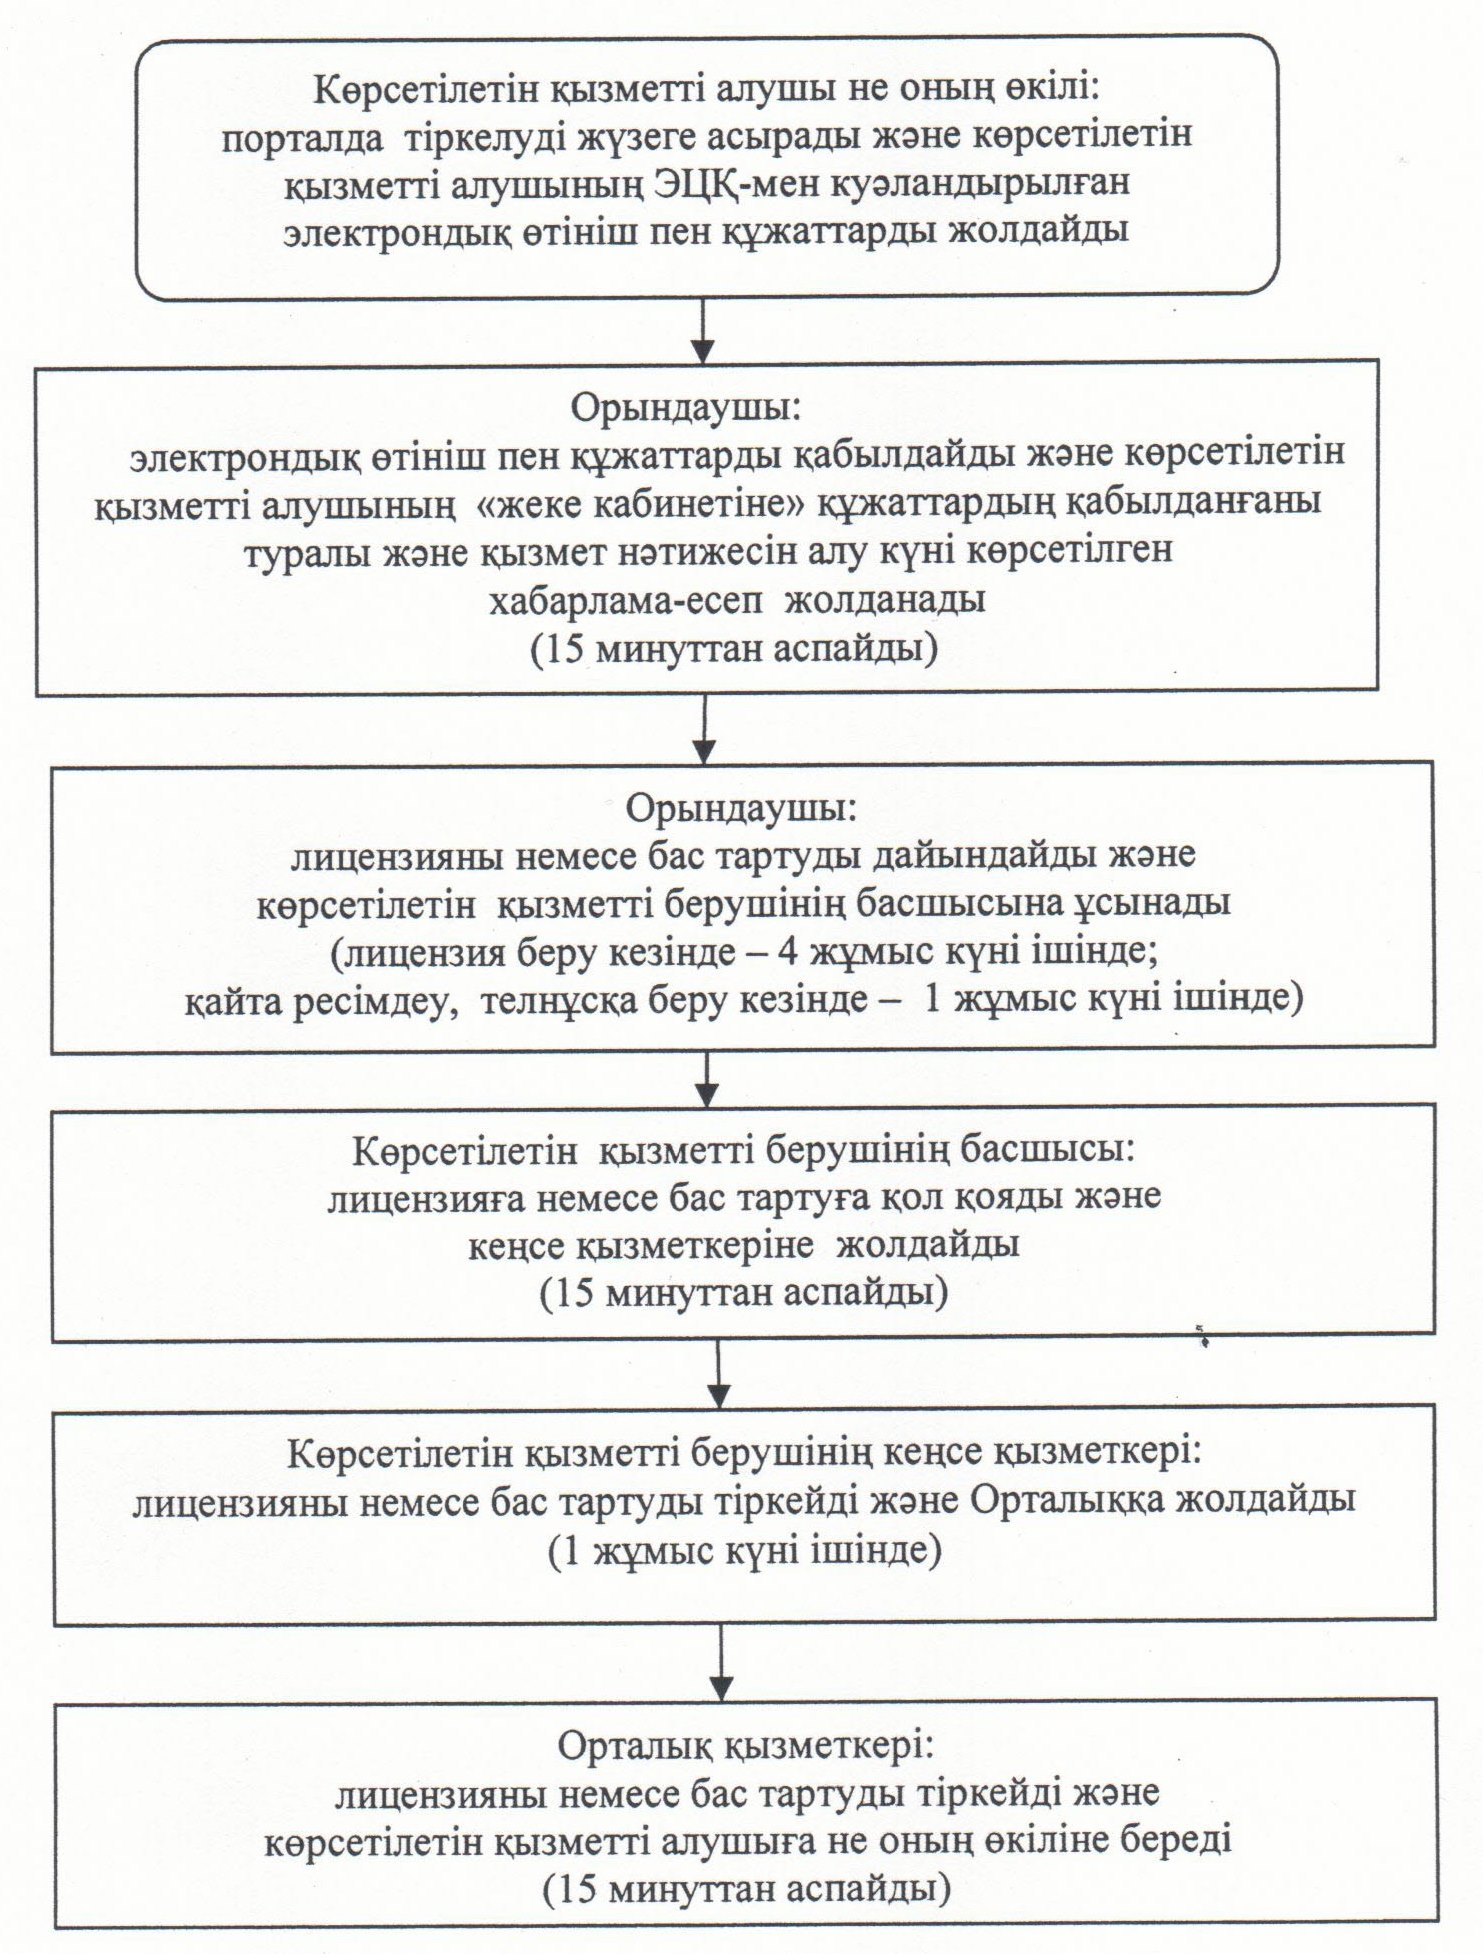 Көрсетілетін қызметті алушы не оның өкілі:
порталда тіркелуді жүзеге асырады және көрсетілетін
қызметті алушының ЭЦҚ-мен куәландырылған
электрондық өтініш пен құжаттарды жолдайды
Орындаушы:
электрондық өтініш пен құжаттарды қабылдайды және көрсетілетін
қызметті алушының «жеке кабинетіне» құжаттардың қабылданғаны
туралы және қызмет нәтижесін алу күні көрсетілген
хабарлама-есеп жолданады
(15 минуттан аспайды)
Орындаушы:
лицензияны немесе бас тартуды дайындайды және
көрсетілетін қызметті берушінің басшысына ұсынады
(лицензия беру кезінде – 4 жұмыс күні ішінде;
қайта ресімдеу, телнұсқа беру кезінде – 1 жұмыс күні ішінде)
Көрсетілетін қызметті берушінің басшысы:
лицензияға немесе бас тартуға қол қояды және
кеңсе қызметкеріне жолдайды
(15 минуттан аспайды)
Көрсетілетін қызметті берушінің кеңсе қызметкері:
лицензияны немесе бас тартуды тіркейді және Орталыққа жолдайды
(1 жұмыс күні ішінде)
Орталық қызметкері:
лицензияны немесе бас тартуды тіркейді және
көрсетілетін қызметті алушыға не оның өкіліне береді
(15 минуттан аспайды)